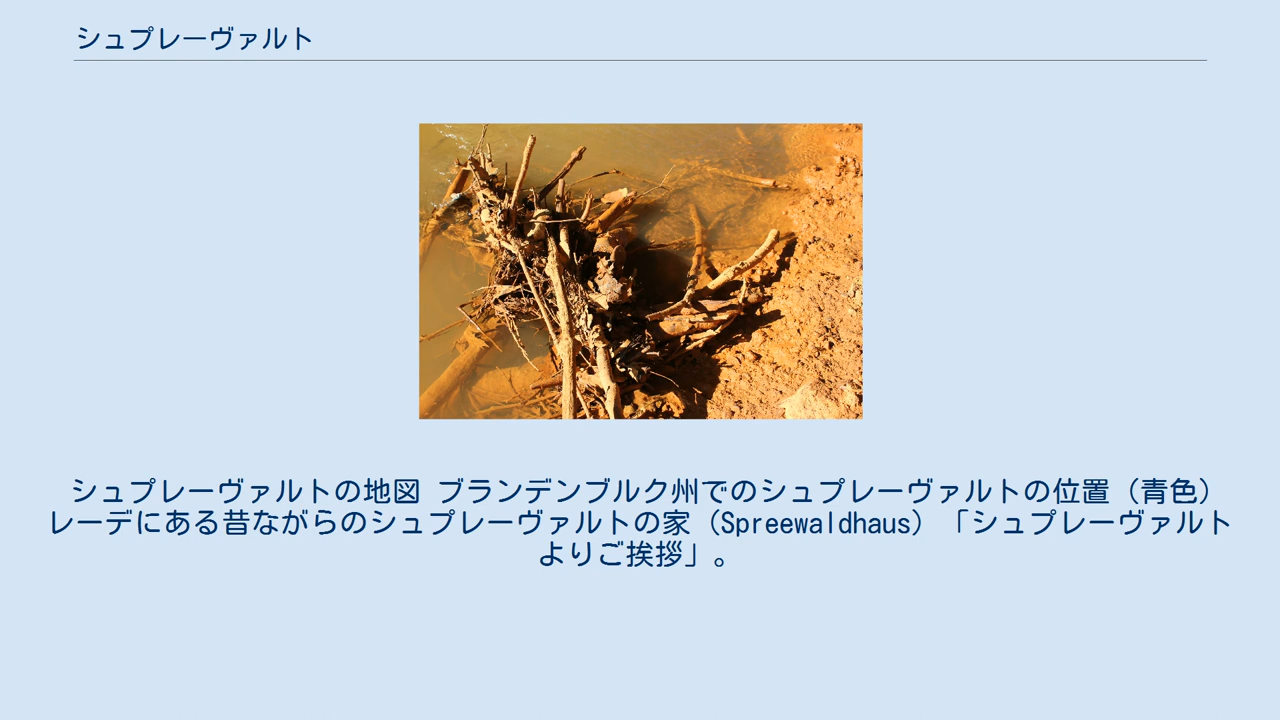 シュプレーヴァルト
シュプレーヴァルトの地図 ブランデンブルク州でのシュプレーヴァルトの位置（青色）
レーデにある昔ながらのシュプレーヴァルトの家（Spreewaldhaus）「シュプレーヴァルト
よりご挨拶」。